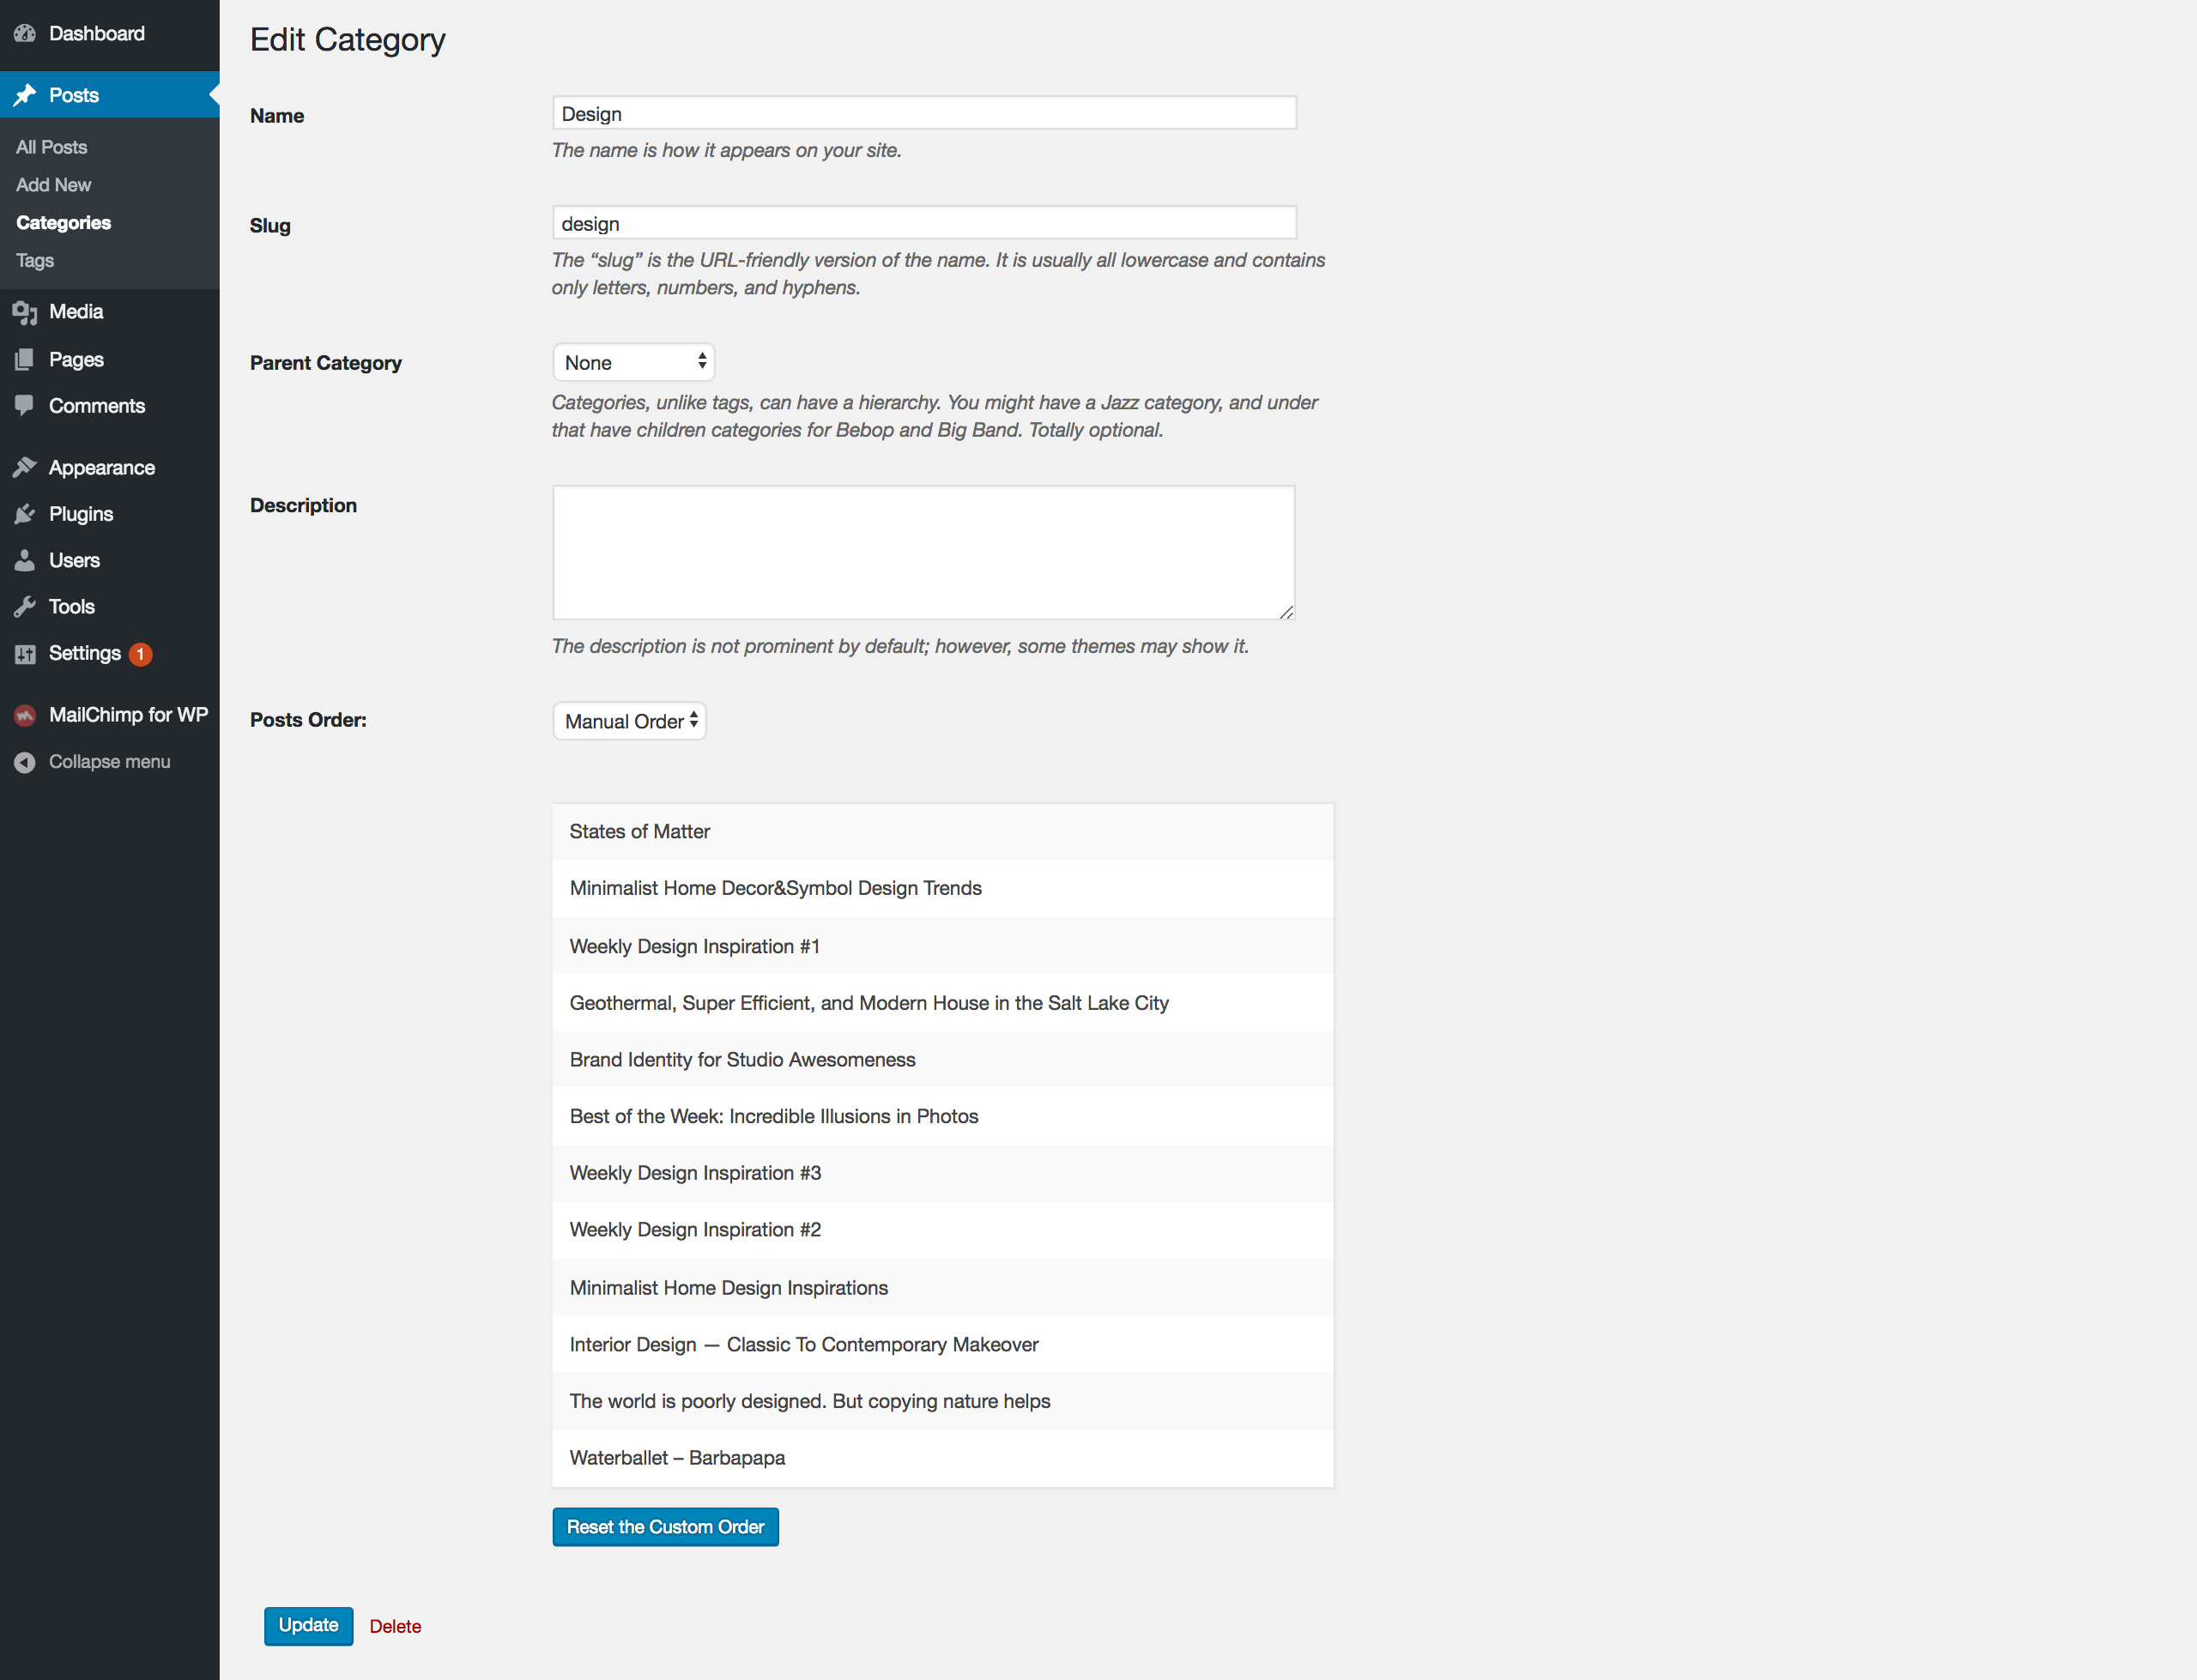 Dashboard
Posts
All Posts
Add New
Categories
Tags
Media
Pages
Comments
Appearance
Plugins
Users
Tools
Settings 1
MailChimp for WP
Collapse menu
Edit Category
Name
Design
The name is how it appears on your site.
Slug
design
The “slug” is the URL-friendly version of the name. It is usually all lowercase and contains
only letters, numbers, and hyphens.
Parent Category
None
Categories, unlike tags, can have a hierarchy. You might have a Jazz category, and under
that have children categories for Bebop and Big Band. Totally optional.
Description
The description is not prominent by default; however, some themes may show it.
Posts Order:
Manual Order
States of Matter
Minimalist Home Decor&Symbol Design Trends
Weekly Design Inspiration #1
Geothermal, Super Efficient, and Modern House in the Salt Lake City
Brand Identity for Studio Awesomeness
Best of the Week: Incredible Illusions in Photos
Weekly Design Inspiration #3
Weekly Design Inspiration #2
Minimalist Home Design Inspirations
Interior Design — Classic To Contemporary Makeover
The world is poorly designed. But copying nature helps
Waterballet – Barbapapa
Reset the Custom Order
Update
Delete